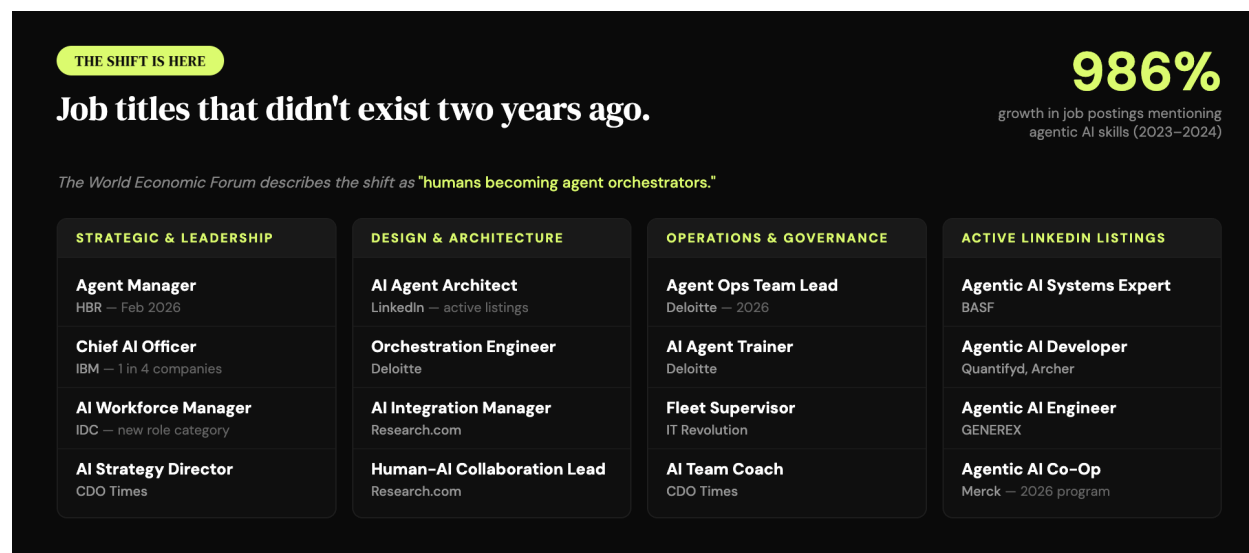 THE SHIFT IS HERE
Job titles that didn't exist two years ago.
986%
growth in job postings mentioning
agentic AI skills (2023–2024)
The World Economic Forum describes the shift as "humans becoming agent orchestrators."
STRATEGIC & LEADERSHIP
Agent Manager
HBR — Feb 2026
Chief AI Officer
IBM — 1 in 4 companies
AI Workforce Manager
IDC — new role category
AI Strategy Director
CDO Times
DESIGN & ARCHITECTURE
AI Agent Architect
LinkedIn — active listings
Orchestration Engineer
Deloitte
AI Integration Manager
Research.com
Human-AI Collaboration Lead
Research.com
OPERATIONS & GOVERNANCE
Agent Ops Team Lead
Deloitte — 2026
AI Agent Trainer
Deloitte
Fleet Supervisor
IT Revolution
AI Team Coach
CDO Times
ACTIVE LINKEDIN LISTINGS
Agentic AI Systems Expert
BASF
Agentic AI Developer
Quantifyd, Archer
Agentic AI Engineer
GENEREX
Agentic AI Co-Op
Merck — 2026 program